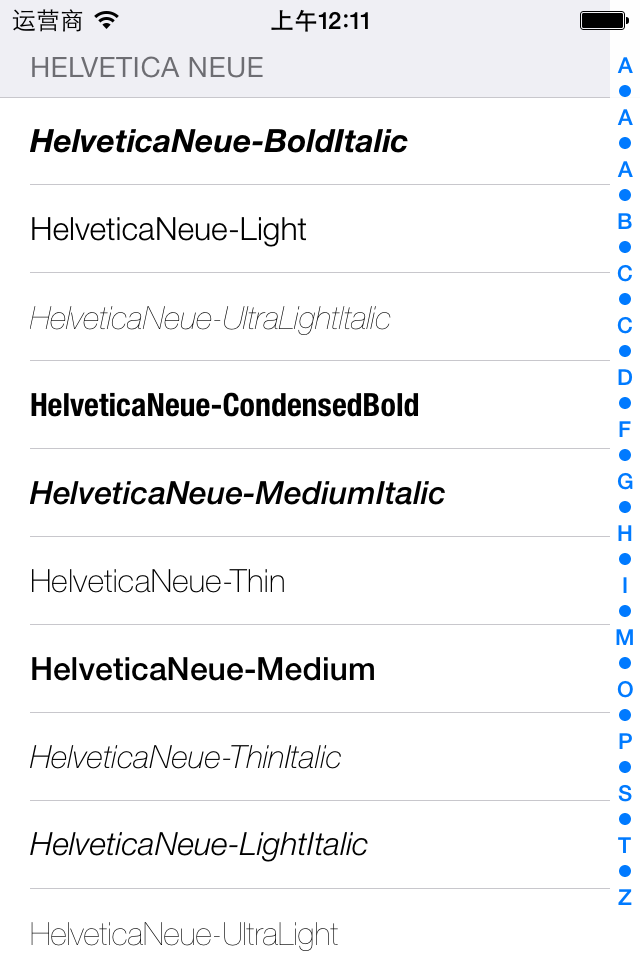 运营商 上午12:11
HELVETICA NEUE
HelveticaNeue-BoldItalic
HelveticaNeue-Light
HelveticaNeue-UltraLightItalic
HelveticaNeue-CondensedBold
HelveticaNeue-MediumItalic
HelveticaNeue-Thin
HelveticaNeue-Medium
HelveticaNeue-ThinItalic
HelveticaNeue-LightItalic
HelveticaNeue-UltraLight
A
A
A
B
C
C
D
F
G
H
I
M
O
P
S
T
Z